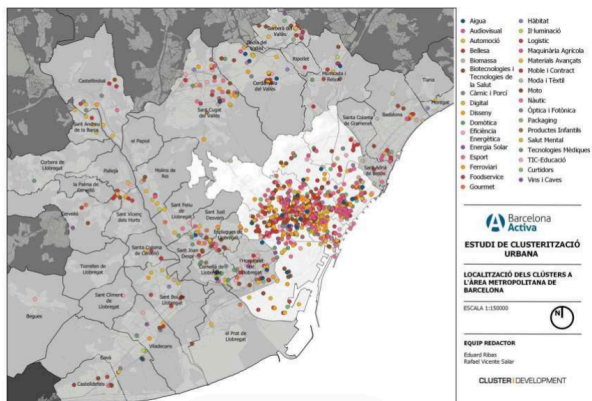 Aigua
Audiovisual
Automoció
Bellesa
Biomassa
Biotecnologies i
Tecnologies de
la Salut
Càrnic i Porcí
Digital
Disseny
Domòtica
Eficiència
Energètica
Energia Solar
Esport
Ferroviari
Foodservice
Gourmet
Hàbitat
Il·luminació
Logístic
Maquinària Agrícola
Materials Avançats
Moble i Contract
Moda i Tèxtil
Moto
Nàutic
Òptica i Fotònica
Packaging
Productes Infantils
Salut Mental
Tecnologies Mèdiques
TIC-Educació
Curtidors
Vins i Caves
Barcelona
Activa
ESTUDI DE CLUSTERITZACIÓ
URBANA
LOCALITZACIÓ DELS CLÚSTERS A
L'ÀREA METROPOLITANA DE
BARCELONA
ESCALA 1:150000
N
EQUIP REDACTOR
Eduard Ribas
Rafael Vicente Salar
CLUSTER DEVELOPMENT
Barberà del
Vallès
Badia del
Vallès
Ripollet
Cerdanyola
del Vallès
Montcada i
Reixac
Castellbisbal
Tiana
Montgat
Sant Cugat
del Vallès
Badalona
Sant Andreu
de la Barca
Santa Coloma
de Gramenet
el Papiol
Corbera de
Llobregat
Pallejà
Molins de
Rei
Sant Adrià
de Besòs
la Palma de
Cervelló
Cervelló
Sant Vicenç
dels Horts
Sant Feliu
de
Llobregat
Sant Just
Desvern
Esplugues de
Llobregat
Santa Coloma
de Cervelló
Sant Joan
Despí
Torrelles de
Llobregat
Cornellà de
Llobregat
l'Hospitalet
de
Llobregat
Sant Climent
de
Llobregat
Sant Boi de
Llobregat
Begues
el Prat de
Llobregat
Viladecans
Gavà
Castelldefels